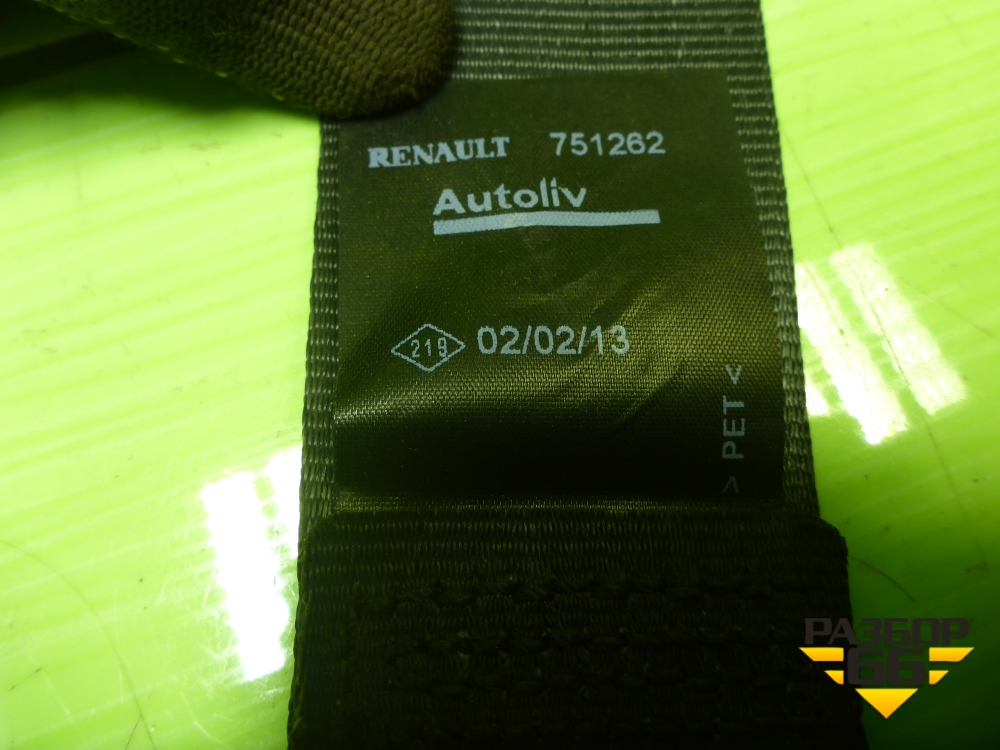 RENAULT 751262
Autoliv
219 02/02/13
> PET <
РАЗБОР
66